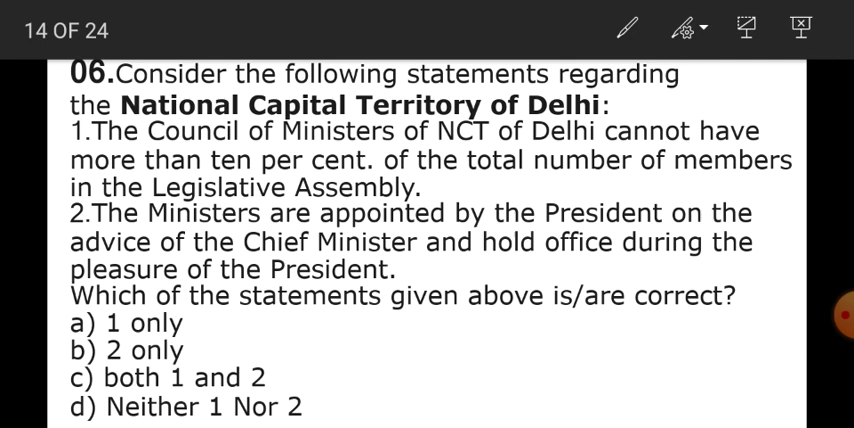 14 OF 24
06.Consider the following statements regarding
the National Capital Territory of Delhi:
1.The Council of Ministers of NCT of Delhi cannot have
more than ten per cent. of the total number of members
in the Legislative Assembly.
2.The Ministers are appointed by the President on the
advice of the Chief Minister and hold office during the
pleasure of the President.
Which of the statements given above is/are correct?
a) 1 only
b) 2 only
c) both 1 and 2
d) Neither 1 Nor 2